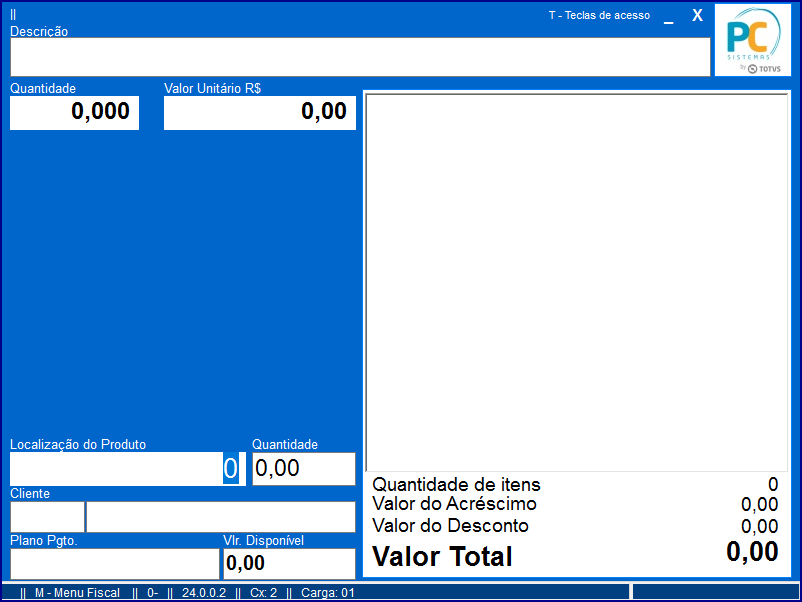 ||
T - Teclas de acesso _ X
PC
SISTEMAS
by TOTVS
Descrição
Quantidade
0,000
Valor Unitário R$
0,00
Localização do Produto
0
Quantidade
0,00
Cliente
Plano Pgto.
Vlr. Disponível
0,00
Quantidade de itens 0
Valor do Acréscimo 0,00
Valor do Desconto 0,00
Valor Total 0,00
|| M - Menu Fiscal || 0- || 24.0.0.2 || Cx: 2 || Carga: 01